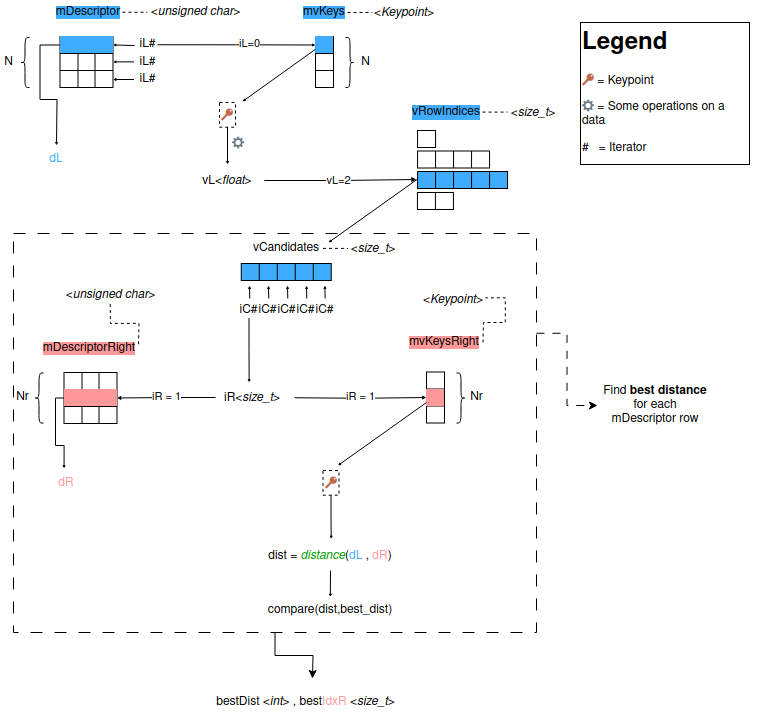 mDescriptor <unsigned char>
mvKeys <Keypoint>
Legend
= Keypoint
= Some operations on a
data
# = Iterator
N
iL#
iL=0
iL#
iL#
N
vRowIndices <size_t>
dL
vL<float>
vL=2
vCandidates <size_t>
iC#iC#iC#iC#iC#
<unsigned char>
<Keypoint>
mDescriptorRight
mvKeysRight
Nr
iR = 1
iR<size_t>
iR = 1
Nr
Find best distance
for each
mDescriptor row
dR
dist = distance(dL , dR)
compare(dist,best_dist)
bestDist <int> , bestIdxR <size_t>